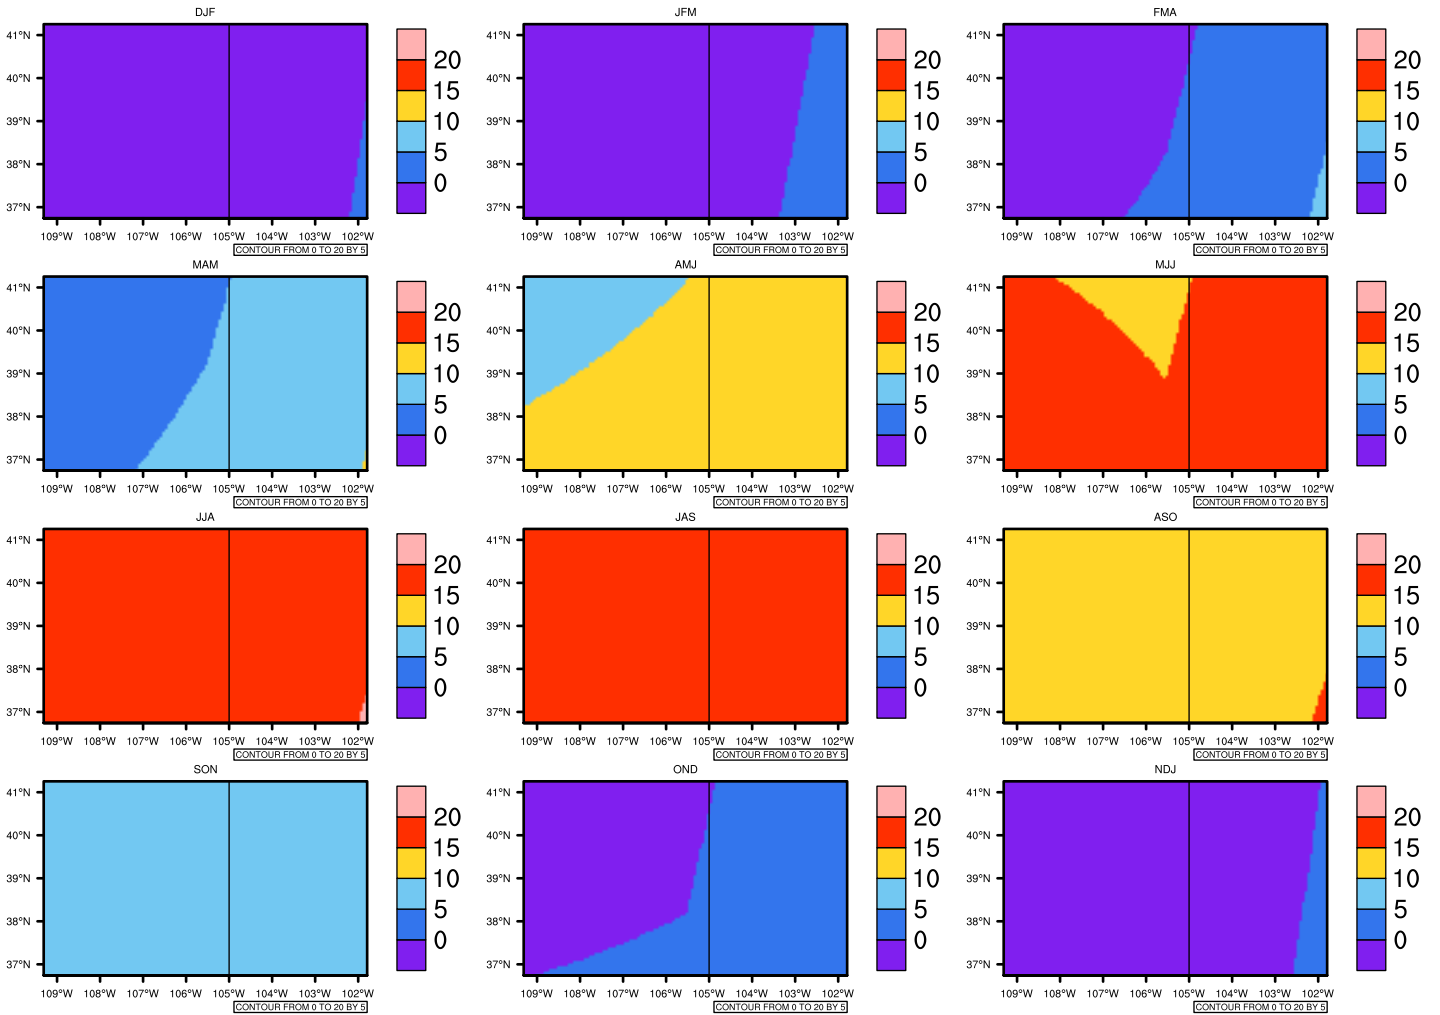 DJF JFM FMA
41°N 20 41°N 20 41°N 20
40°N 15 40°N 15 40°N 15
39°N 10 39°N 10 39°N 10
38°N 5 38°N 5 38°N 5
37°N 0 37°N 0 37°N 0
109°W 108°W 107°W 106°W 105°W 104°W 103°W 102°W 109°W 108°W 107°W 106°W 105°W 104°W 103°W 102°W 109°W 108°W 107°W 106°W 105°W 104°W 103°W 102°W
CONTOUR FROM 0 TO 20 BY 5 CONTOUR FROM 0 TO 20 BY 5 CONTOUR FROM 0 TO 20 BY 5
MAM AMJ MJJ
41°N 20 41°N 20 41°N 20
40°N 15 40°N 15 40°N 15
39°N 10 39°N 10 39°N 10
38°N 5 38°N 5 38°N 5
37°N 0 37°N 0 37°N 0
109°W 108°W 107°W 106°W 105°W 104°W 103°W 102°W 109°W 108°W 107°W 106°W 105°W 104°W 103°W 102°W 109°W 108°W 107°W 106°W 105°W 104°W 103°W 102°W
CONTOUR FROM 0 TO 20 BY 5 CONTOUR FROM 0 TO 20 BY 5 CONTOUR FROM 0 TO 20 BY 5
JJA JAS ASO
41°N 20 41°N 20 41°N 20
40°N 15 40°N 15 40°N 15
39°N 10 39°N 10 39°N 10
38°N 5 38°N 5 38°N 5
37°N 0 37°N 0 37°N 0
109°W 108°W 107°W 106°W 105°W 104°W 103°W 102°W 109°W 108°W 107°W 106°W 105°W 104°W 103°W 102°W 109°W 108°W 107°W 106°W 105°W 104°W 103°W 102°W
CONTOUR FROM 0 TO 20 BY 5 CONTOUR FROM 0 TO 20 BY 5 CONTOUR FROM 0 TO 20 BY 5
SON OND NDJ
41°N 20 41°N 20 41°N 20
40°N 15 40°N 15 40°N 15
39°N 10 39°N 10 39°N 10
38°N 5 38°N 5 38°N 5
37°N 0 37°N 0 37°N 0
109°W 108°W 107°W 106°W 105°W 104°W 103°W 102°W 109°W 108°W 107°W 106°W 105°W 104°W 103°W 102°W 109°W 108°W 107°W 106°W 105°W 104°W 103°W 102°W
CONTOUR FROM 0 TO 20 BY 5 CONTOUR FROM 0 TO 20 BY 5 CONTOUR FROM 0 TO 20 BY 5